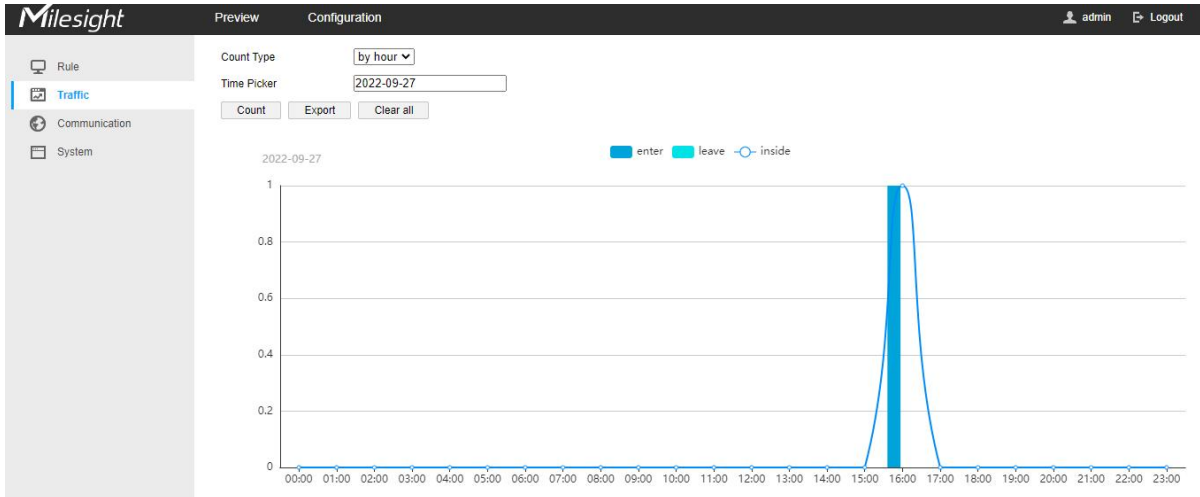 Milesight Preview Configuration admin Logout
Rule
Traffic
Communication
System
Count Type by hour
Time Picker 2022-09-27
Count Export Clear all
2022-09-27 enter leave inside
1
0.8
0.6
0.4
0.2
0
00:00 01:00 02:00 03:00 04:00 05:00 06:00 07:00 08:00 09:00 10:00 11:00 12:00 13:00 14:00 15:00 16:00 17:00 18:00 19:00 20:00 21:00 22:00 23:00